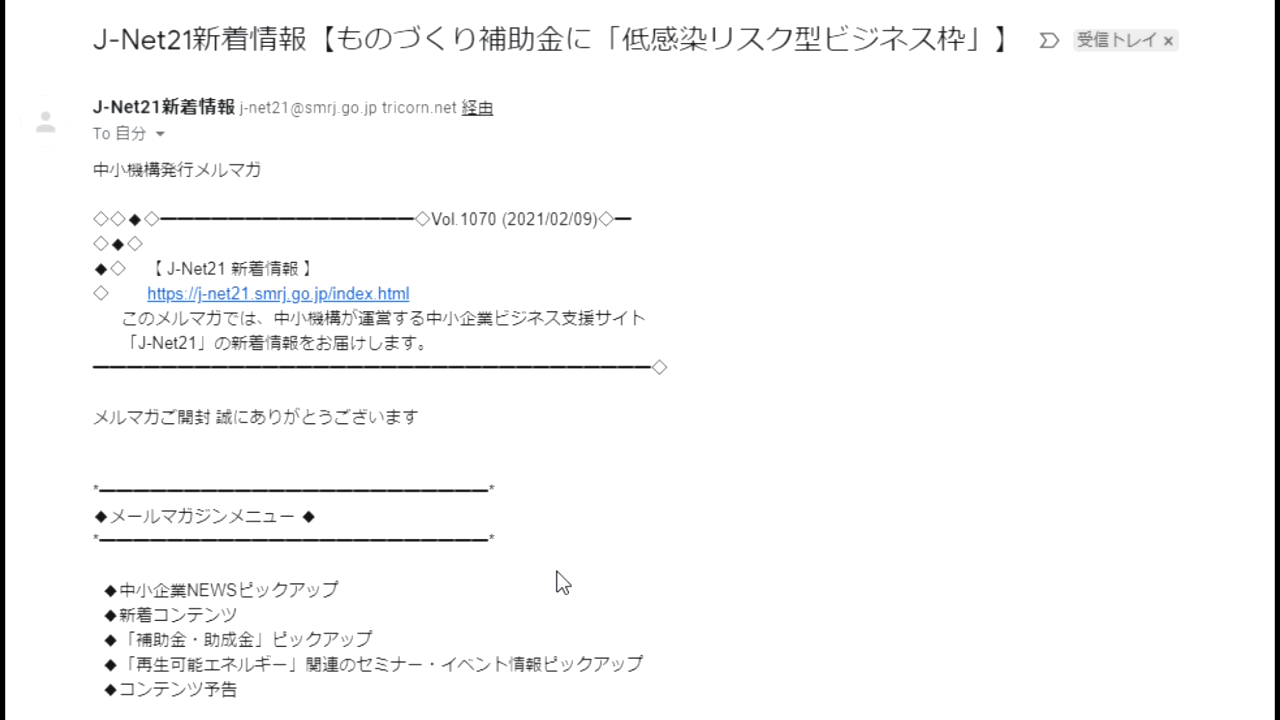 J-Net21新着情報【ものづくり補助金に「低感染リスク型ビジネス枠」】 受信トレイ ×
J-Net21新着情報 j-net21@smrj.go.jp tricorn.net 経由
To 自分
中小機構発行メルマガ
◇◇◆◇━━━━━━━━━━━━━━━◇Vol.1070 (2021/02/09)◇━
◇◆◇
◆◇ 【 J-Net21 新着情報 】
◇ https://j-net21.smrj.go.jp/index.html
このメルマガでは、中小機構が運営する中小企業ビジネス支援サイト
「J-Net21」の新着情報をお届けします。
━━━━━━━━━━━━━━━━━━━━━━━━━━━━━━━━━◇
メルマガご開封 誠にありがとうございます
*━━━━━━━━━━━━━━━━━━━━━━━*
◆メールマガジンメニュー ◆
*━━━━━━━━━━━━━━━━━━━━━━━*
◆中小企業NEWSピックアップ
◆新着コンテンツ
◆「補助金・助成金」ピックアップ
◆「再生可能エネルギー」関連のセミナー・イベント情報ピックアップ
◆コンテンツ予告